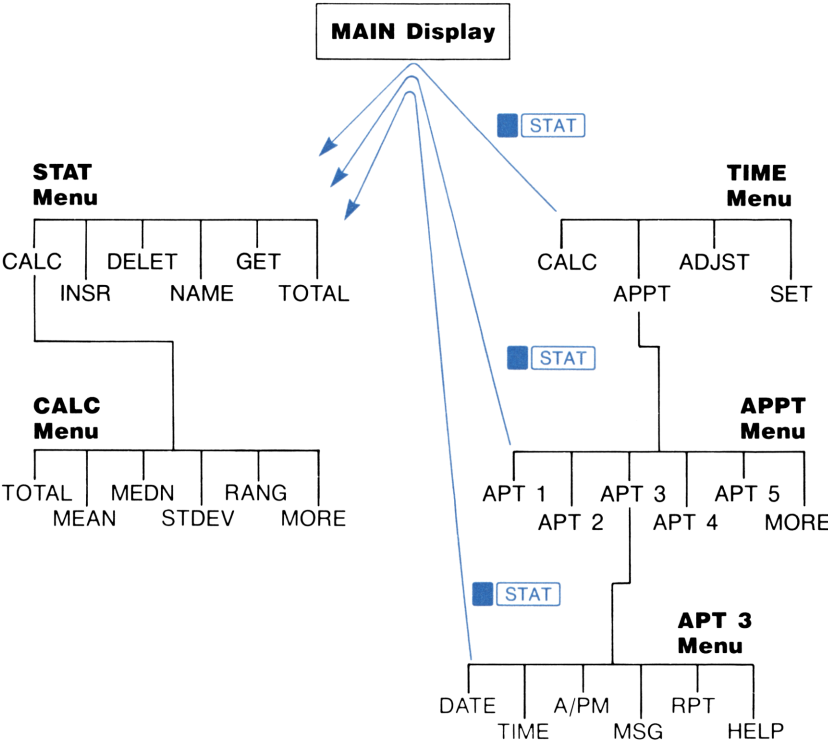 MAIN Display
STAT
STAT
Menu
TIME
Menu
CALC DELET GET
INSR NAME TOTAL
CALC ADJST
APPT SET
STAT
CALC
Menu
APPT
Menu
TOTAL MEDN RANG
MEAN STDEV MORE
APT 1 APT 3 APT 5
APT 2 APT 4 MORE
STAT
APT 3
Menu
DATE A/PM RPT
TIME MSG HELP